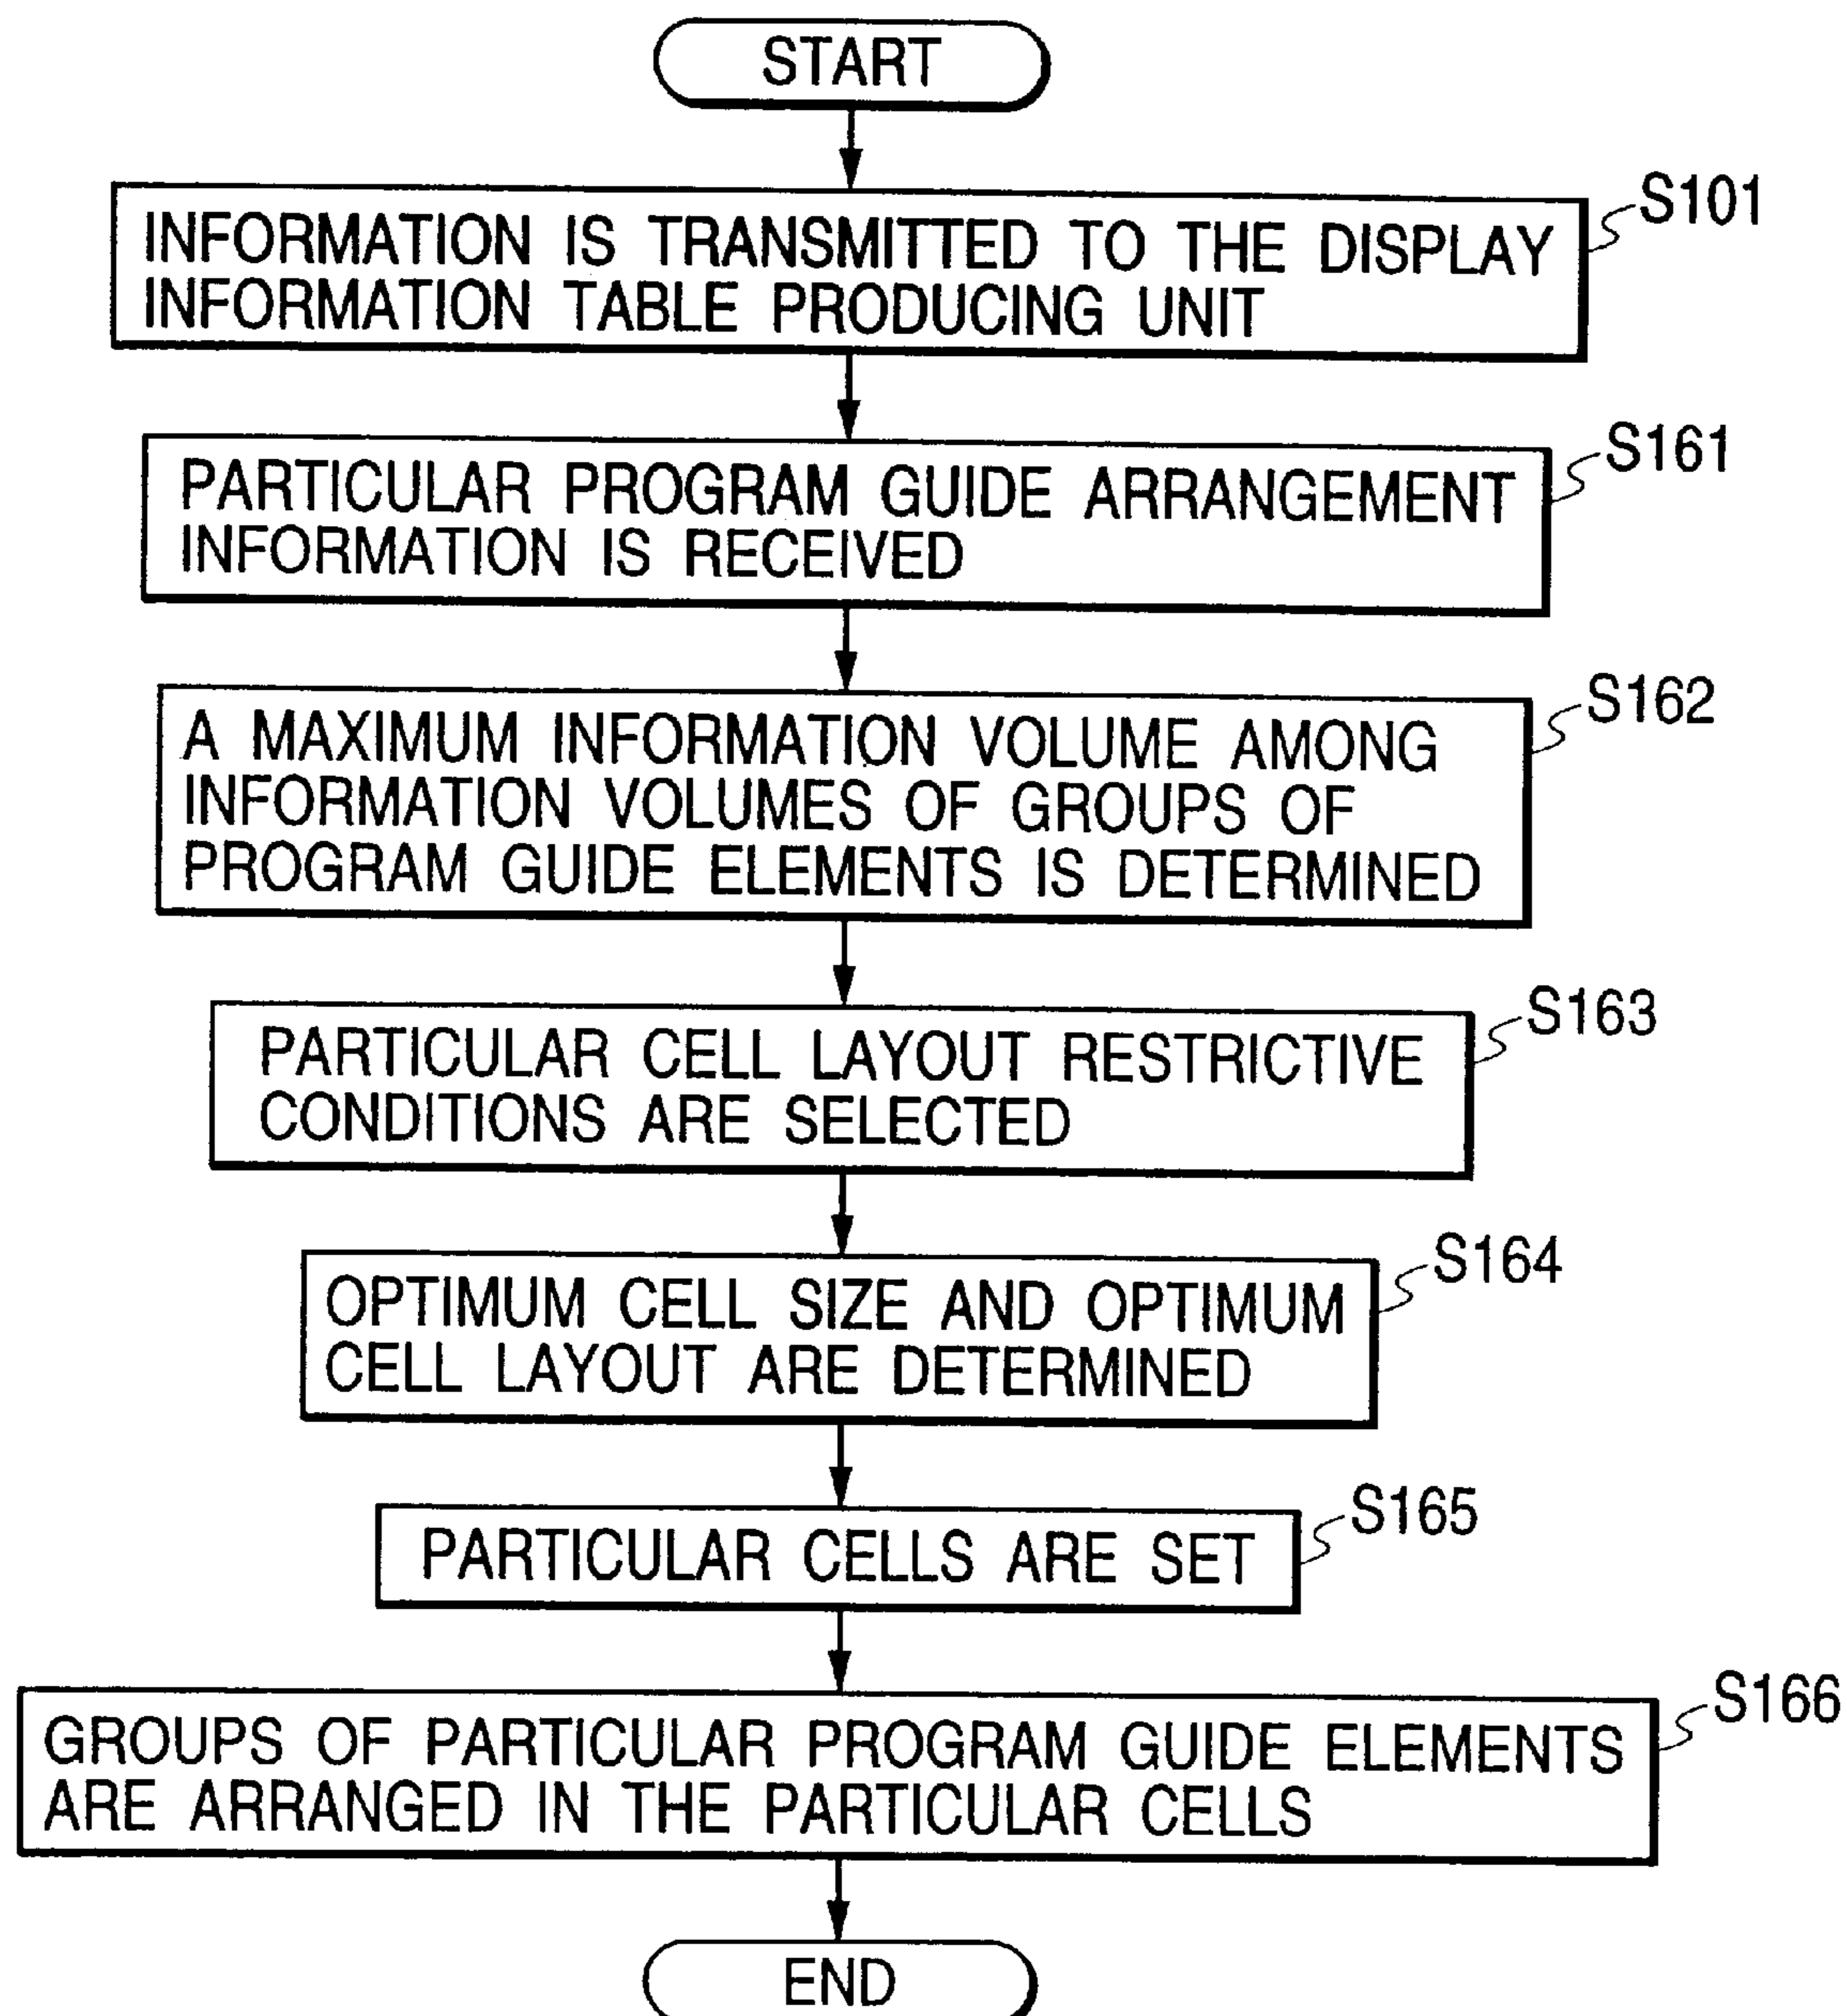 START
S101
INFORMATION IS TRANSMITTED TO THE DISPLAY
INFORMATION TABLE PRODUCING UNIT
S161
PARTICULAR PROGRAM GUIDE ARRANGEMENT
INFORMATION IS RECEIVED
S162
A MAXIMUM INFORMATION VOLUME AMONG
INFORMATION VOLUMES OF GROUPS OF
PROGRAM GUIDE ELEMENTS IS DETERMINED
S163
PARTICULAR CELL LAYOUT RESTRICTIVE
CONDITIONS ARE SELECTED
S164
OPTIMUM CELL SIZE AND OPTIMUM
CELL LAYOUT ARE DETERMINED
S165
PARTICULAR CELLS ARE SET
S166
GROUPS OF PARTICULAR PROGRAM GUIDE ELEMENTS
ARE ARRANGED IN THE PARTICULAR CELLS
END